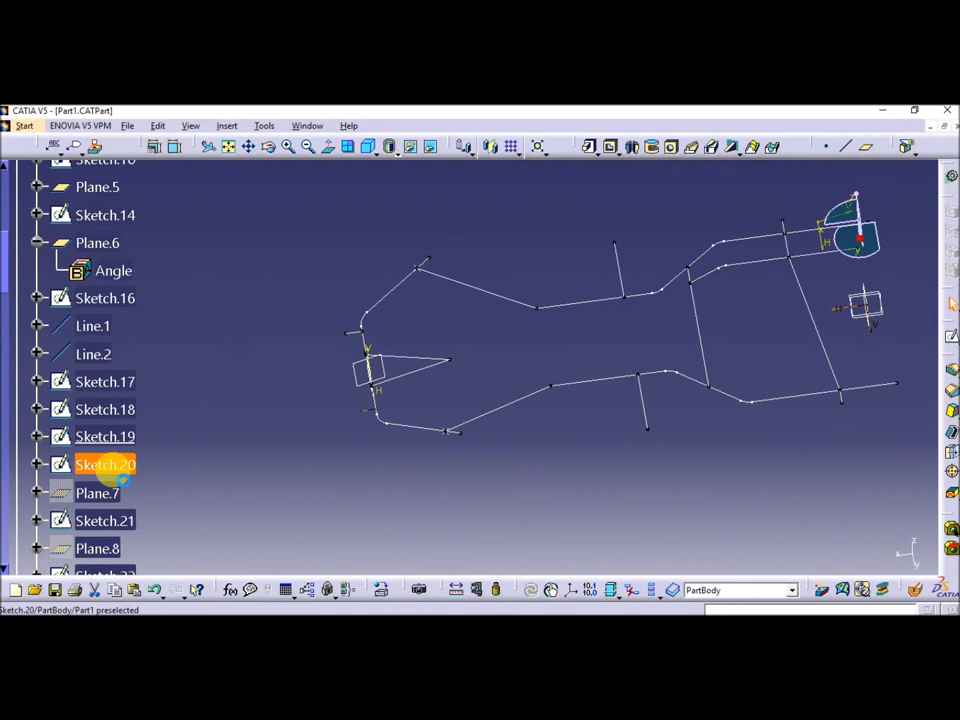 CATIA V5 - [Part1.CATPart]
Start ENOVIA V5 VPM File Edit View Insert Tools Window Help
Plane.5
Sketch.14
Plane.6
Angle
Sketch.16
Line.1
Line.2
Sketch.17
Sketch.18
Sketch.19
Sketch.20
Plane.7
Sketch.21
Plane.8
V
H
H
y
V
z
x
y
PartBody
CATIA
Sketch.20/PartBody/Part1 preselected